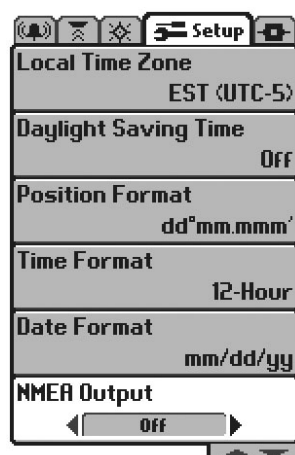 Setup
Local Time Zone
EST (UTC-5)
Daylight Saving Time
Off
Position Format
dd°mm.mmm'
Time Format
12-Hour
Date Format
mm/dd/yy
NMEA Output
Off